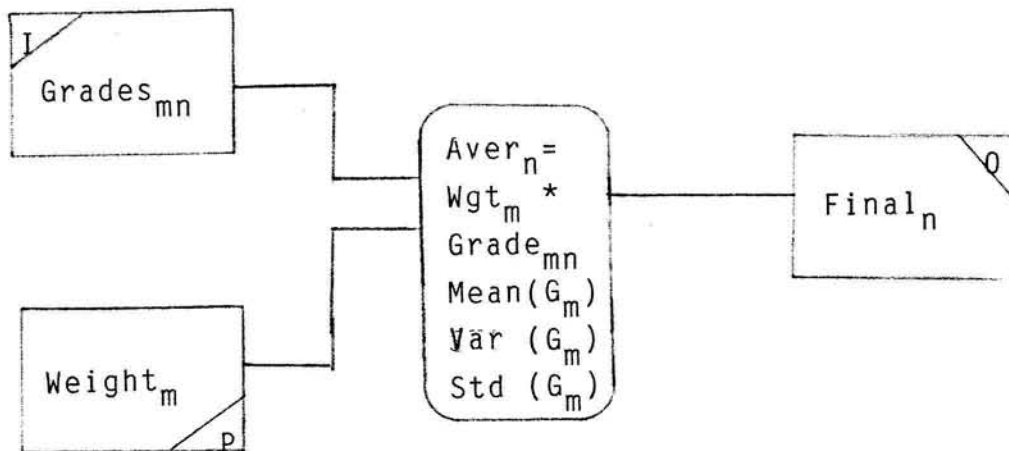 I
Grades_mn
Aver_n=
Wgt_m *
Grade_mn
Mean(G_m)
Var (G_m)
Std (G_m)
O
Final_n
Weight_m
P